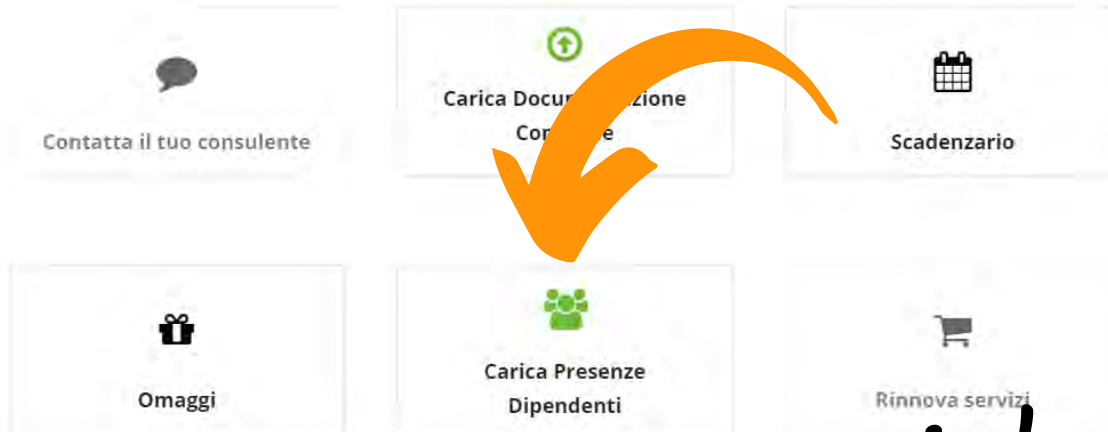 Contatta il tuo consulente
Carica
Scadenzario
Omaggi
Carica Presenze
Dipendenti
Rinnova servizi